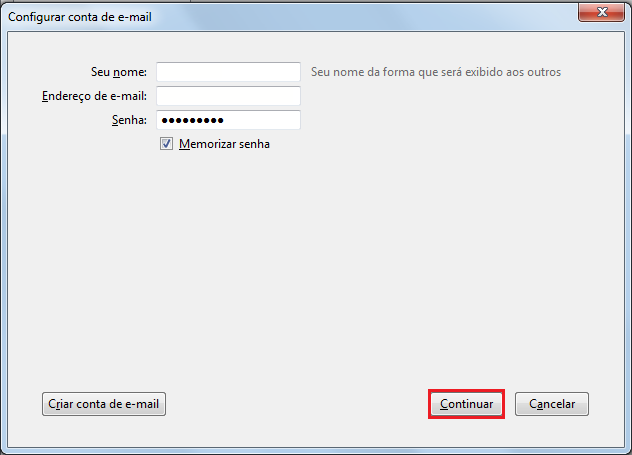 Configurar conta de e-mail
Seu nome: Seu nome da forma que será exibido aos outros
Endereço de e-mail:
Senha: ●●●●●●●●●
Memorizar senha
Criar conta de e-mail Continuar Cancelar